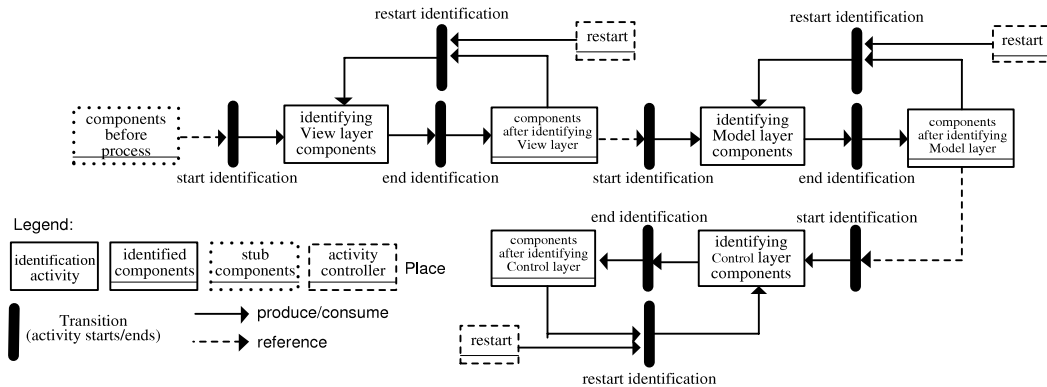 restart identification
restart
restart identification
restart
components
before
process
identifying
View layer
components
components
after identifying
View layer
identifying
Model layer
components
components
after identifying
Model layer
start identification
end identification
start identification
end identification
Legend:
identification
activity
identified
components
stub
components
activity
controller
Place
Transition
(activity starts/ends)
produce/consume
reference
end identification
start identification
components
after identifying
Control layer
identifying
Control layer
components
restart
restart identification